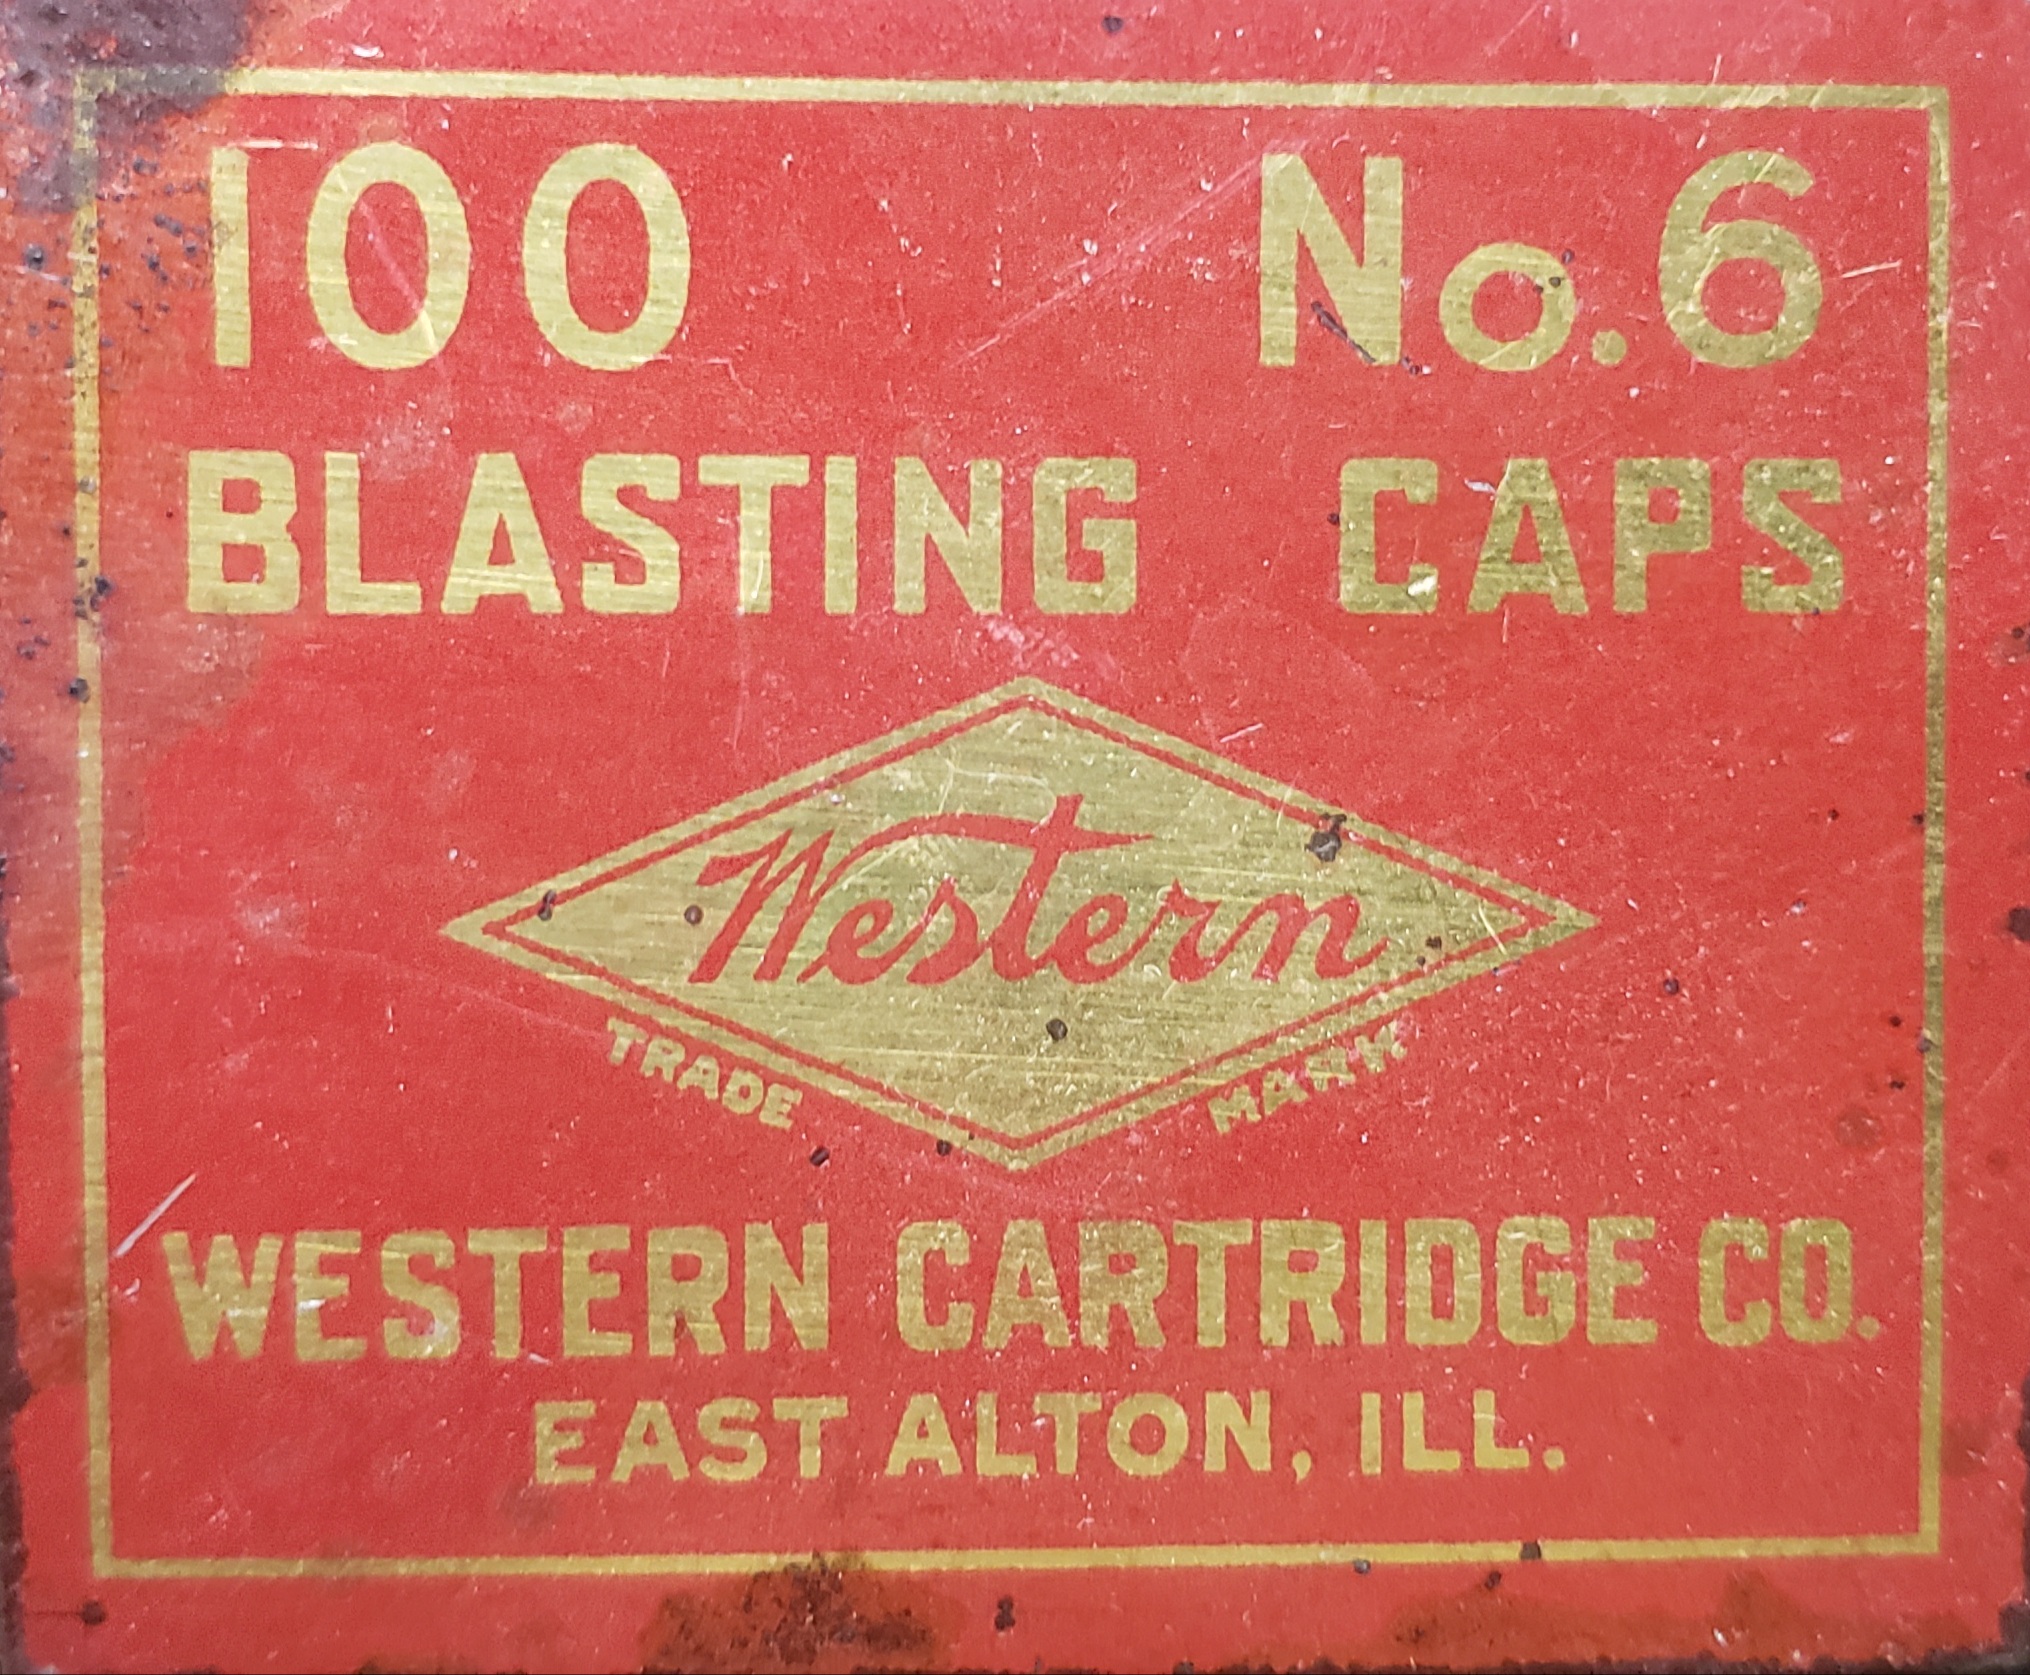 100 No. 6
BLASTING CAPS
Western
TRADE MARK
WESTERN CARTRIDGE CO.
EAST ALTON, ILL.